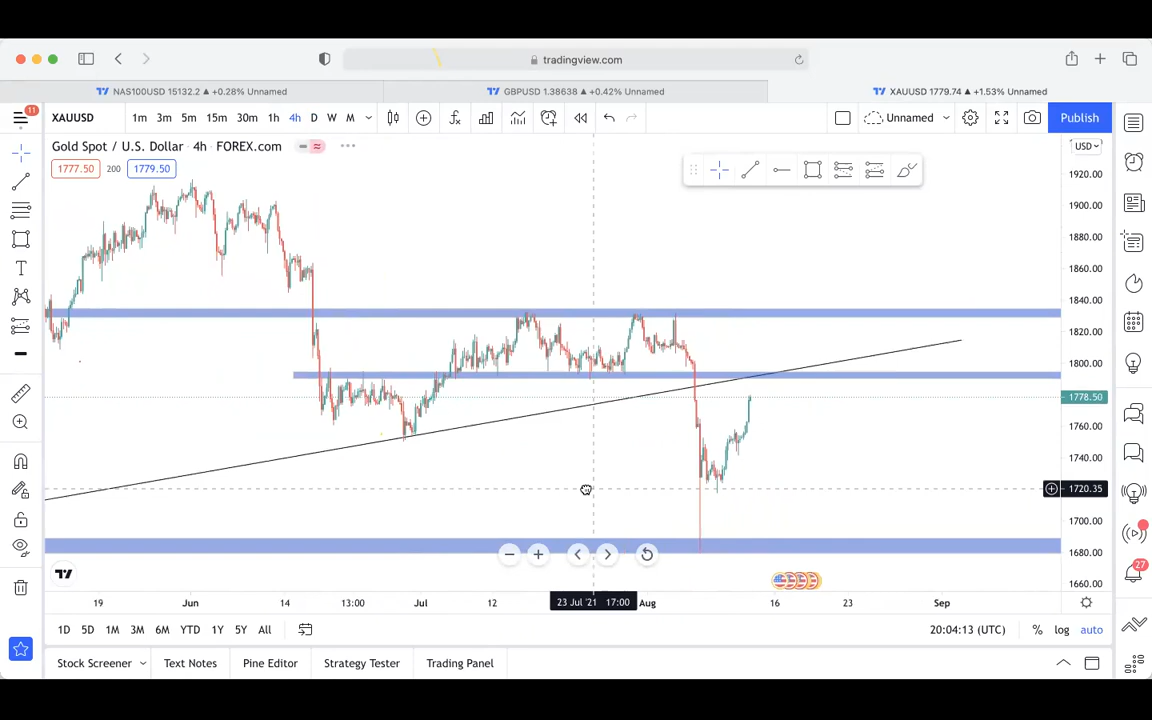 tradingview.com
NAS100USD 15132.2 ▲ +0.28% Unnamed
GBPUSD 1.38638 ▲ +0.42% Unnamed
XAUUSD 1779.74 ▲ +1.53% Unnamed
11
XAUUSD 1m 3m 5m 15m 30m 1h 4h D W M Unnamed Publish
Gold Spot / U.S. Dollar · 4h · FOREX.com
USD
1777.50 200 1779.50
1920.00
1900.00
1880.00
1860.00
1840.00
1820.00
1800.00
1778.50
1760.00
1740.00
1720.35
1700.00
1680.00
1660.00
27
19 Jun 14 13:00 Jul 12 23 Jul '21 17:00 Aug 16 23 Sep
1D 5D 1M 3M 6M YTD 1Y 5Y All 20:04:13 (UTC) % log auto
Stock Screener Text Notes Pine Editor Strategy Tester Trading Panel